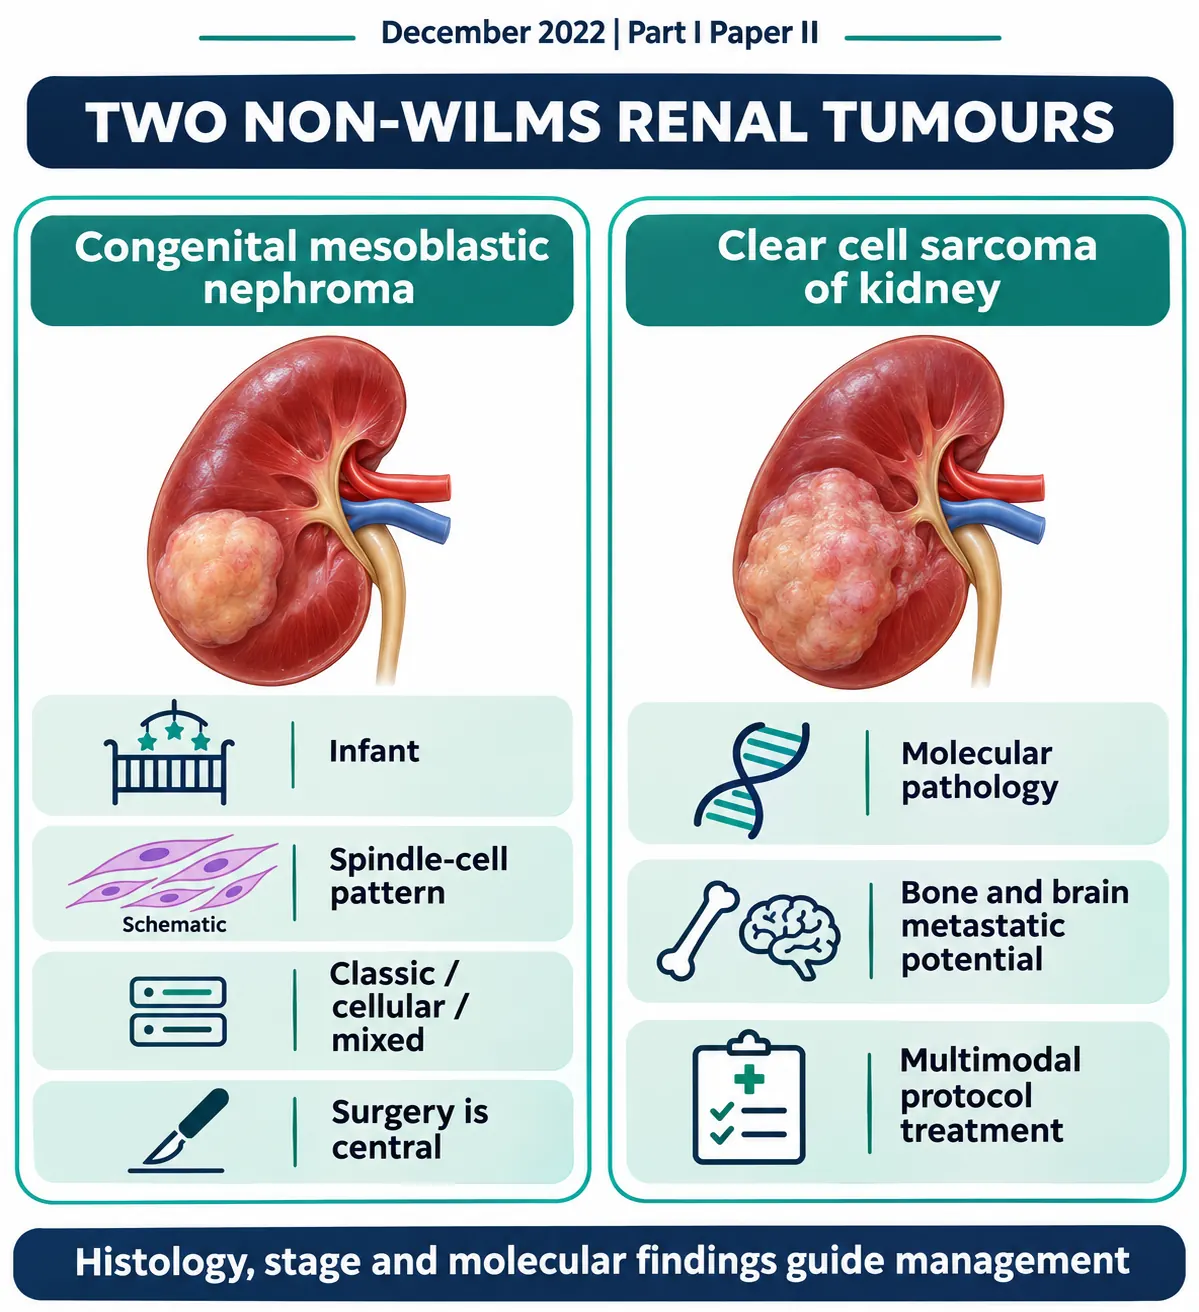 December 2022 | Part I Paper II
TWO NON-WILMS RENAL TUMOURS
Congenital mesoblastic
nephroma
Infant
Schematic
Spindle-cell
pattern
Classic /
cellular /
mixed
Surgery is
central
Clear cell sarcoma
of kidney
Molecular
pathology
Bone and brain
metastatic
potential
Multimodal
protocol
treatment
Histology, stage and molecular findings guide management